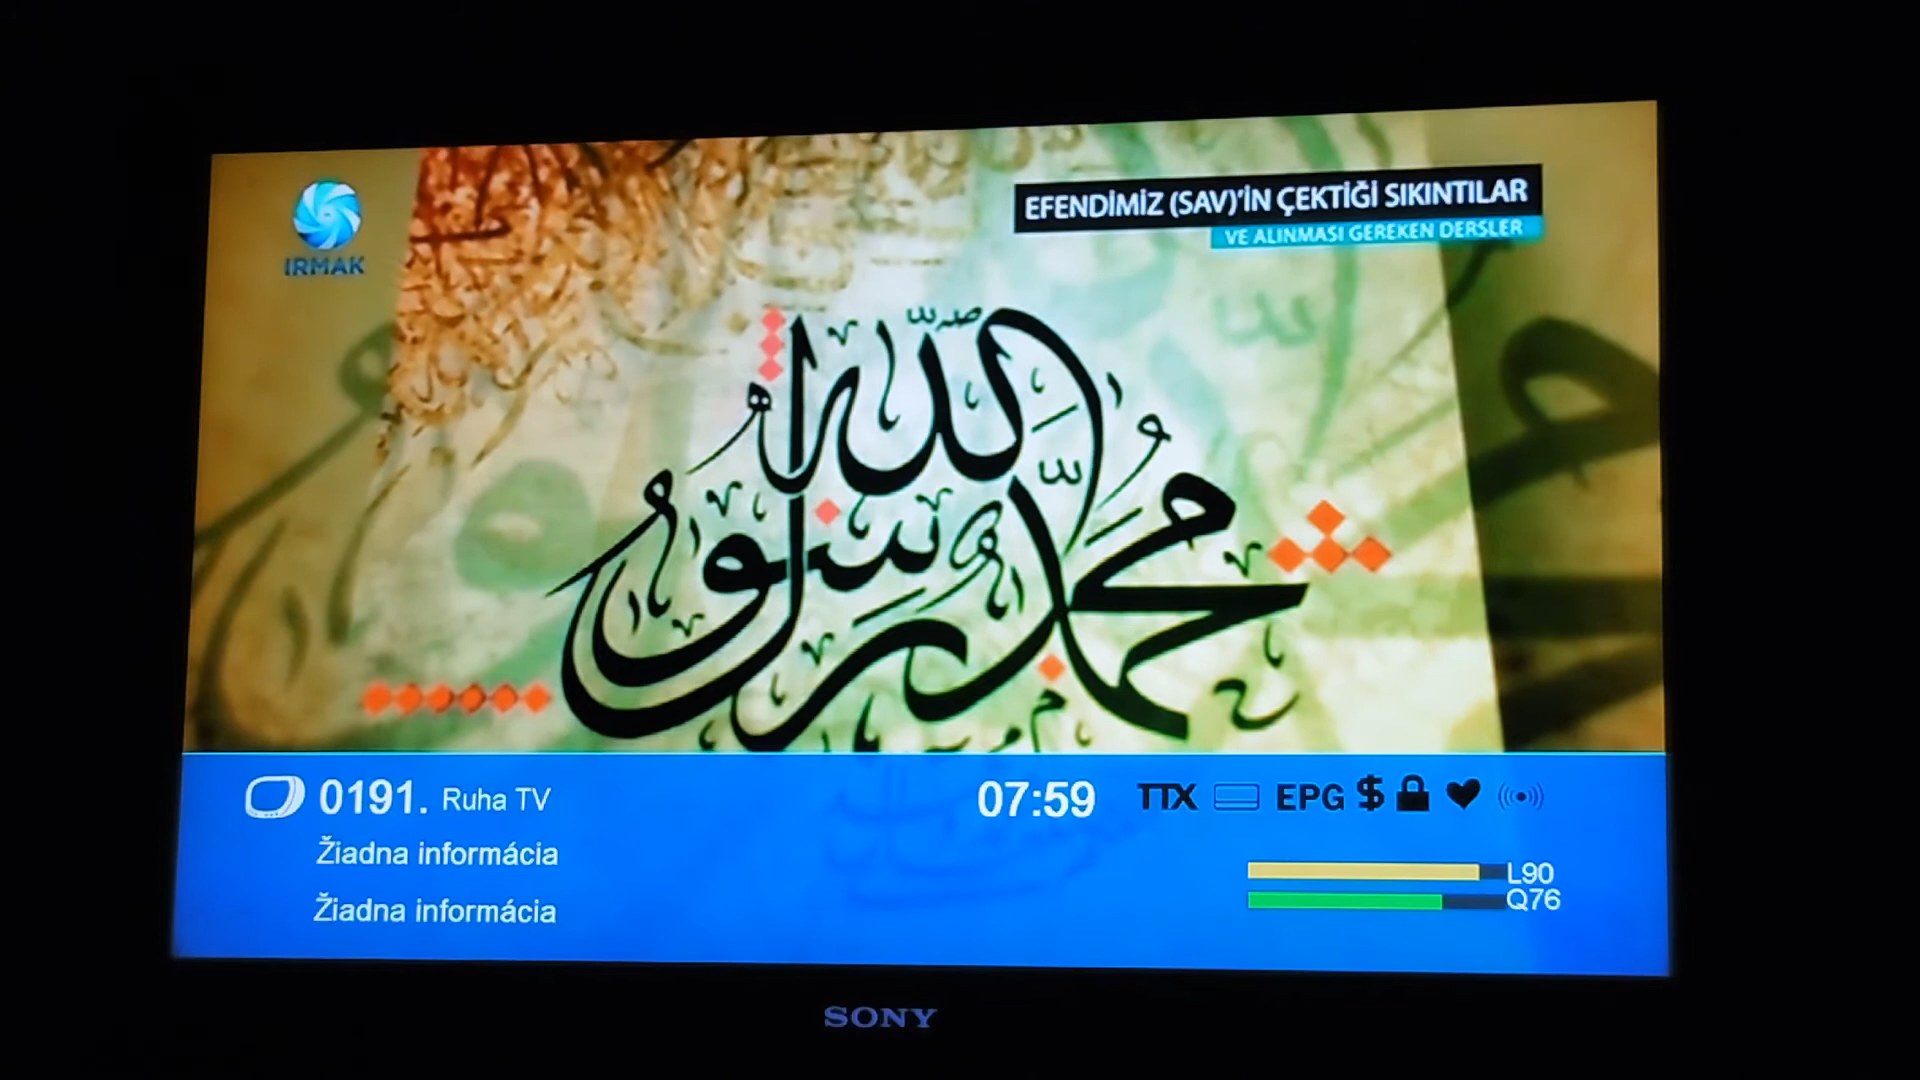 IRMAK
EFENDİMİZ (SAV)'İN ÇEKTİĞİ SIKINTILAR
VE ALINMASI GEREKEN DERSLER
محمد رسول الله
0191. Ruha TV
07:59
TTX EPG $
Žiadna informácia
Žiadna informácia
L90
Q76
SONY